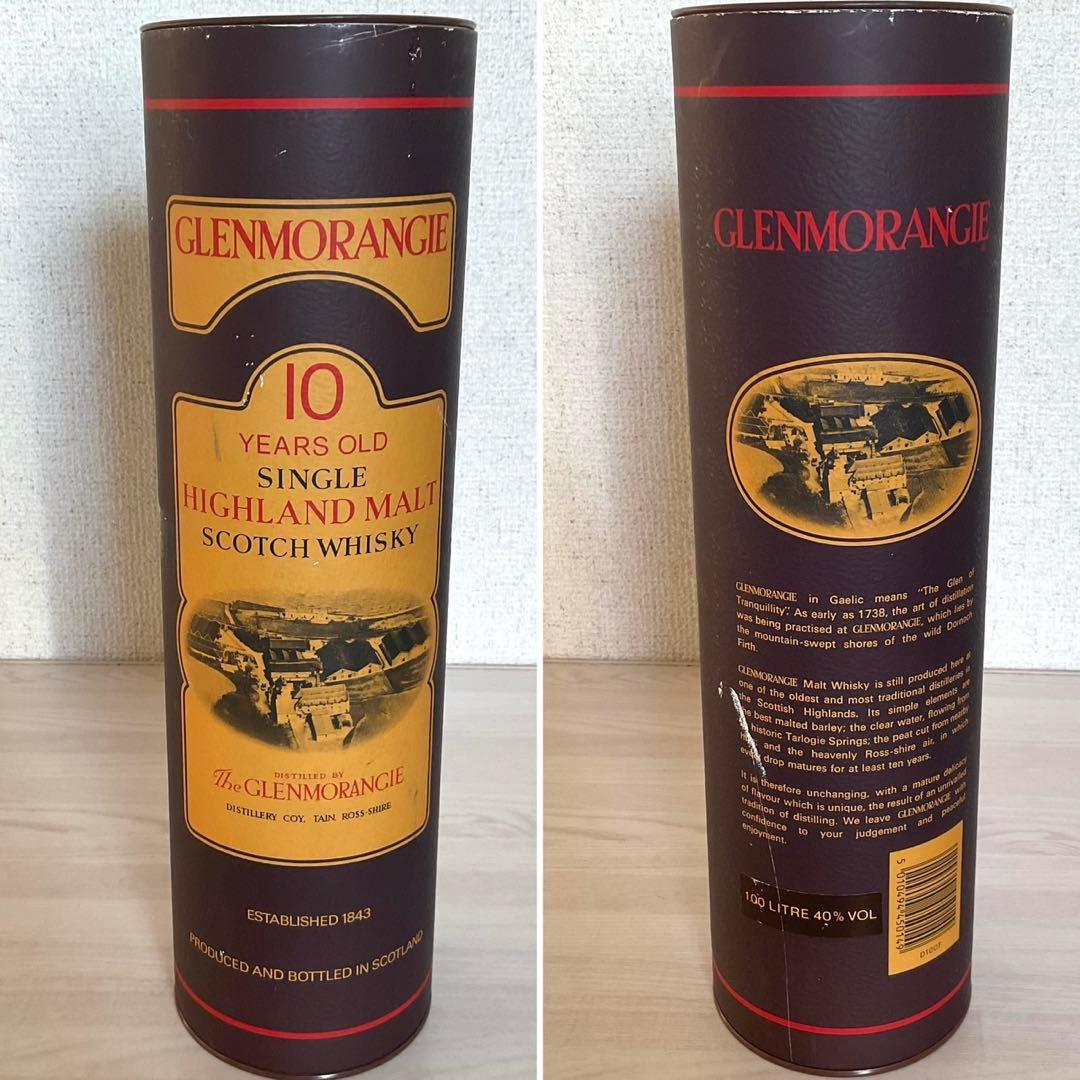 GLENMORANGIE
10
YEARS OLD
SINGLE
HIGHLAND MALT
SCOTCH WHISKY
DISTILLED BY
The GLENMORANGIE
DISTILLERY COY, TAIN, ROSS-SHIRE
ESTABLISHED 1843
PRODUCED AND BOTTLED IN SCOTLAND
GLENMORANGIE
GLENMORANGIE in Gaelic means "The Glen of
Tranquillity". As early as 1738, the art of distillation
was being practised at GLENMORANGIE, which lies by
the mountain-swept shores of the wild Dornoch
Firth.
GLENMORANGIE Malt Whisky is still produced here at
one of the oldest and most traditional distilleries in
the Scottish Highlands. Its simple elements are
the best malted barley; the clear water, flowing from
historic Tarlogie Springs; the peat cut from nearby
and the heavenly Ross-shire air, in which
every drop matures for at least ten years.
It is therefore unchanging, with a mature delicacy
of flavour which is unique, the result of an unrivalled
tradition of distilling. We leave GLENMORANGIE with
confidence to your judgement and peaceful
enjoyment.
1.00 LITRE 40% VOL
5 010494 450149
D100F